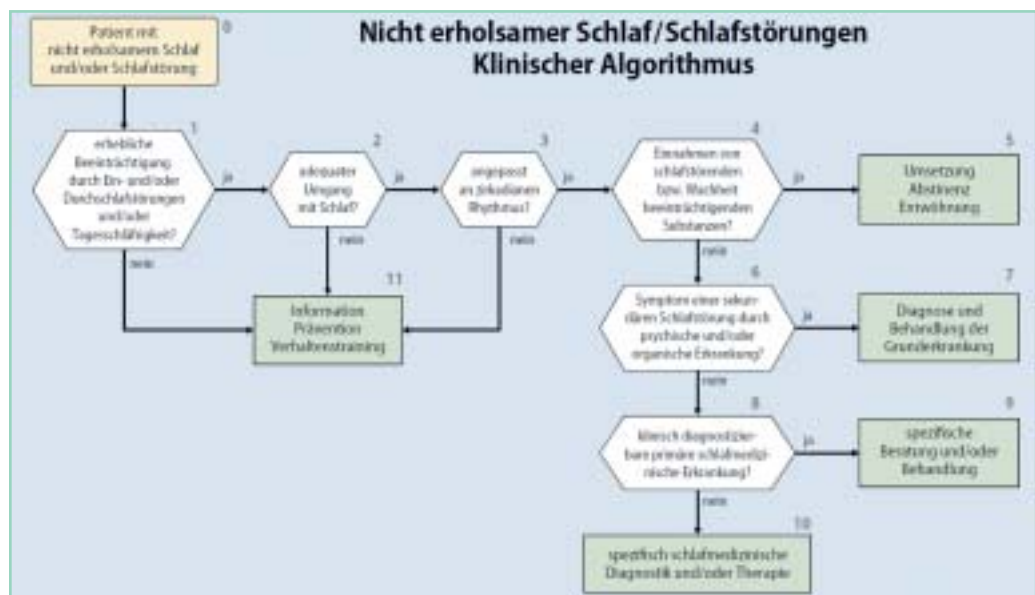 Nicht erholsamer Schlaf/Schlafstörungen
Klinischer Algorithmus
0
Patient mit
nicht erholsamem Schlaf
und/oder Schlafstörung
1
erhebliche
Beeinträchtigung
durch Ein- und/oder
Durchschlafstörungen
und/oder
Tagesschläfrigkeit?
ja
nein
2
adäquater
Umgang
mit Schlaf?
ja
nein
3
angepasst
an zirkadianen
Rhythmus?
ja
nein
4
Einnahme von
schlafstörenden
bzw. Wachheit
beeinträchtigenden
Substanzen?
ja
nein
5
Umsetzung
Abstinenz
Entwöhnung
11
Information
Prävention
Verhaltenstraining
6
Symptom einer sekun-
dären Schlafstörung durch
psychische und/oder
organische Erkrankung?
ja
nein
7
Diagnose und
Behandlung der
Grunderkrankung
8
klinisch diagnostizier-
bare primäre schlafmedizi-
nische Erkrankung?
ja
nein
9
spezifische
Beratung und/oder
Behandlung
10
spezifisch schlafmedizinische
Diagnostik und/oder Therapie